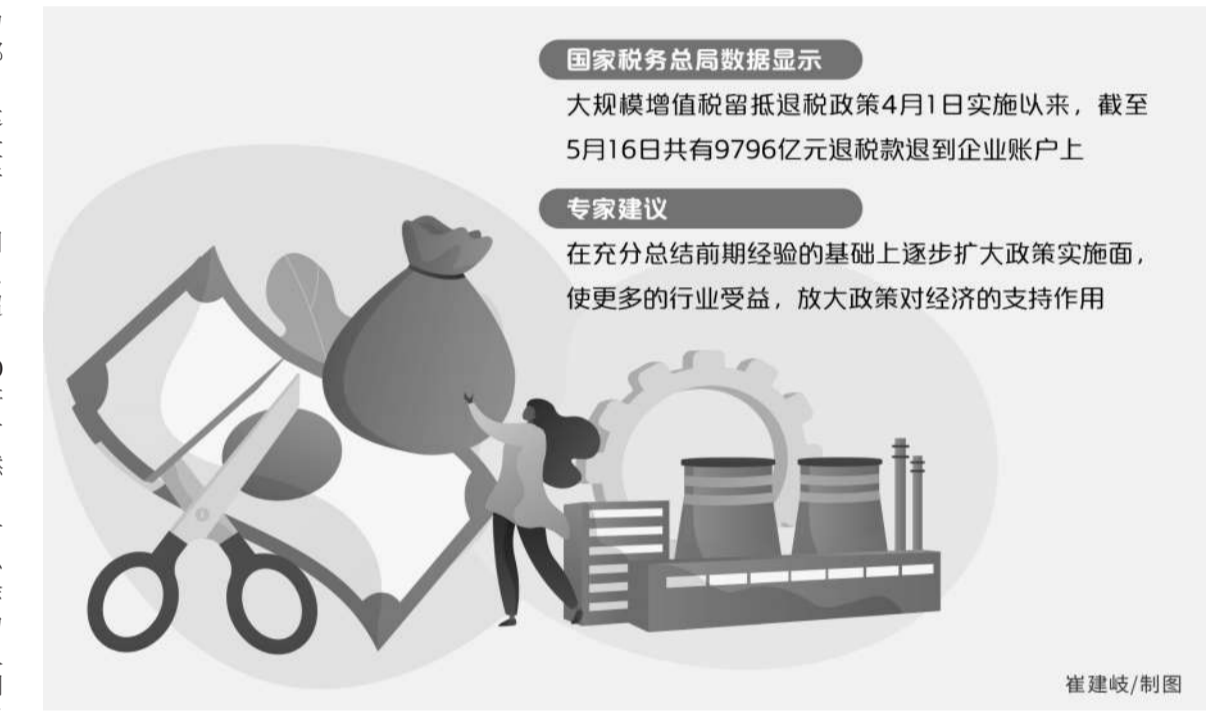 国家税务总局数据显示
大规模增值税留抵退税政策4月1日实施以来，截至
5月16日共有9796亿元退税款退到企业账户上
专家建议
在充分总结前期经验的基础上逐步扩大政策实施面，
使更多的行业受益，放大政策对经济的支持作用
崔建岐/制图